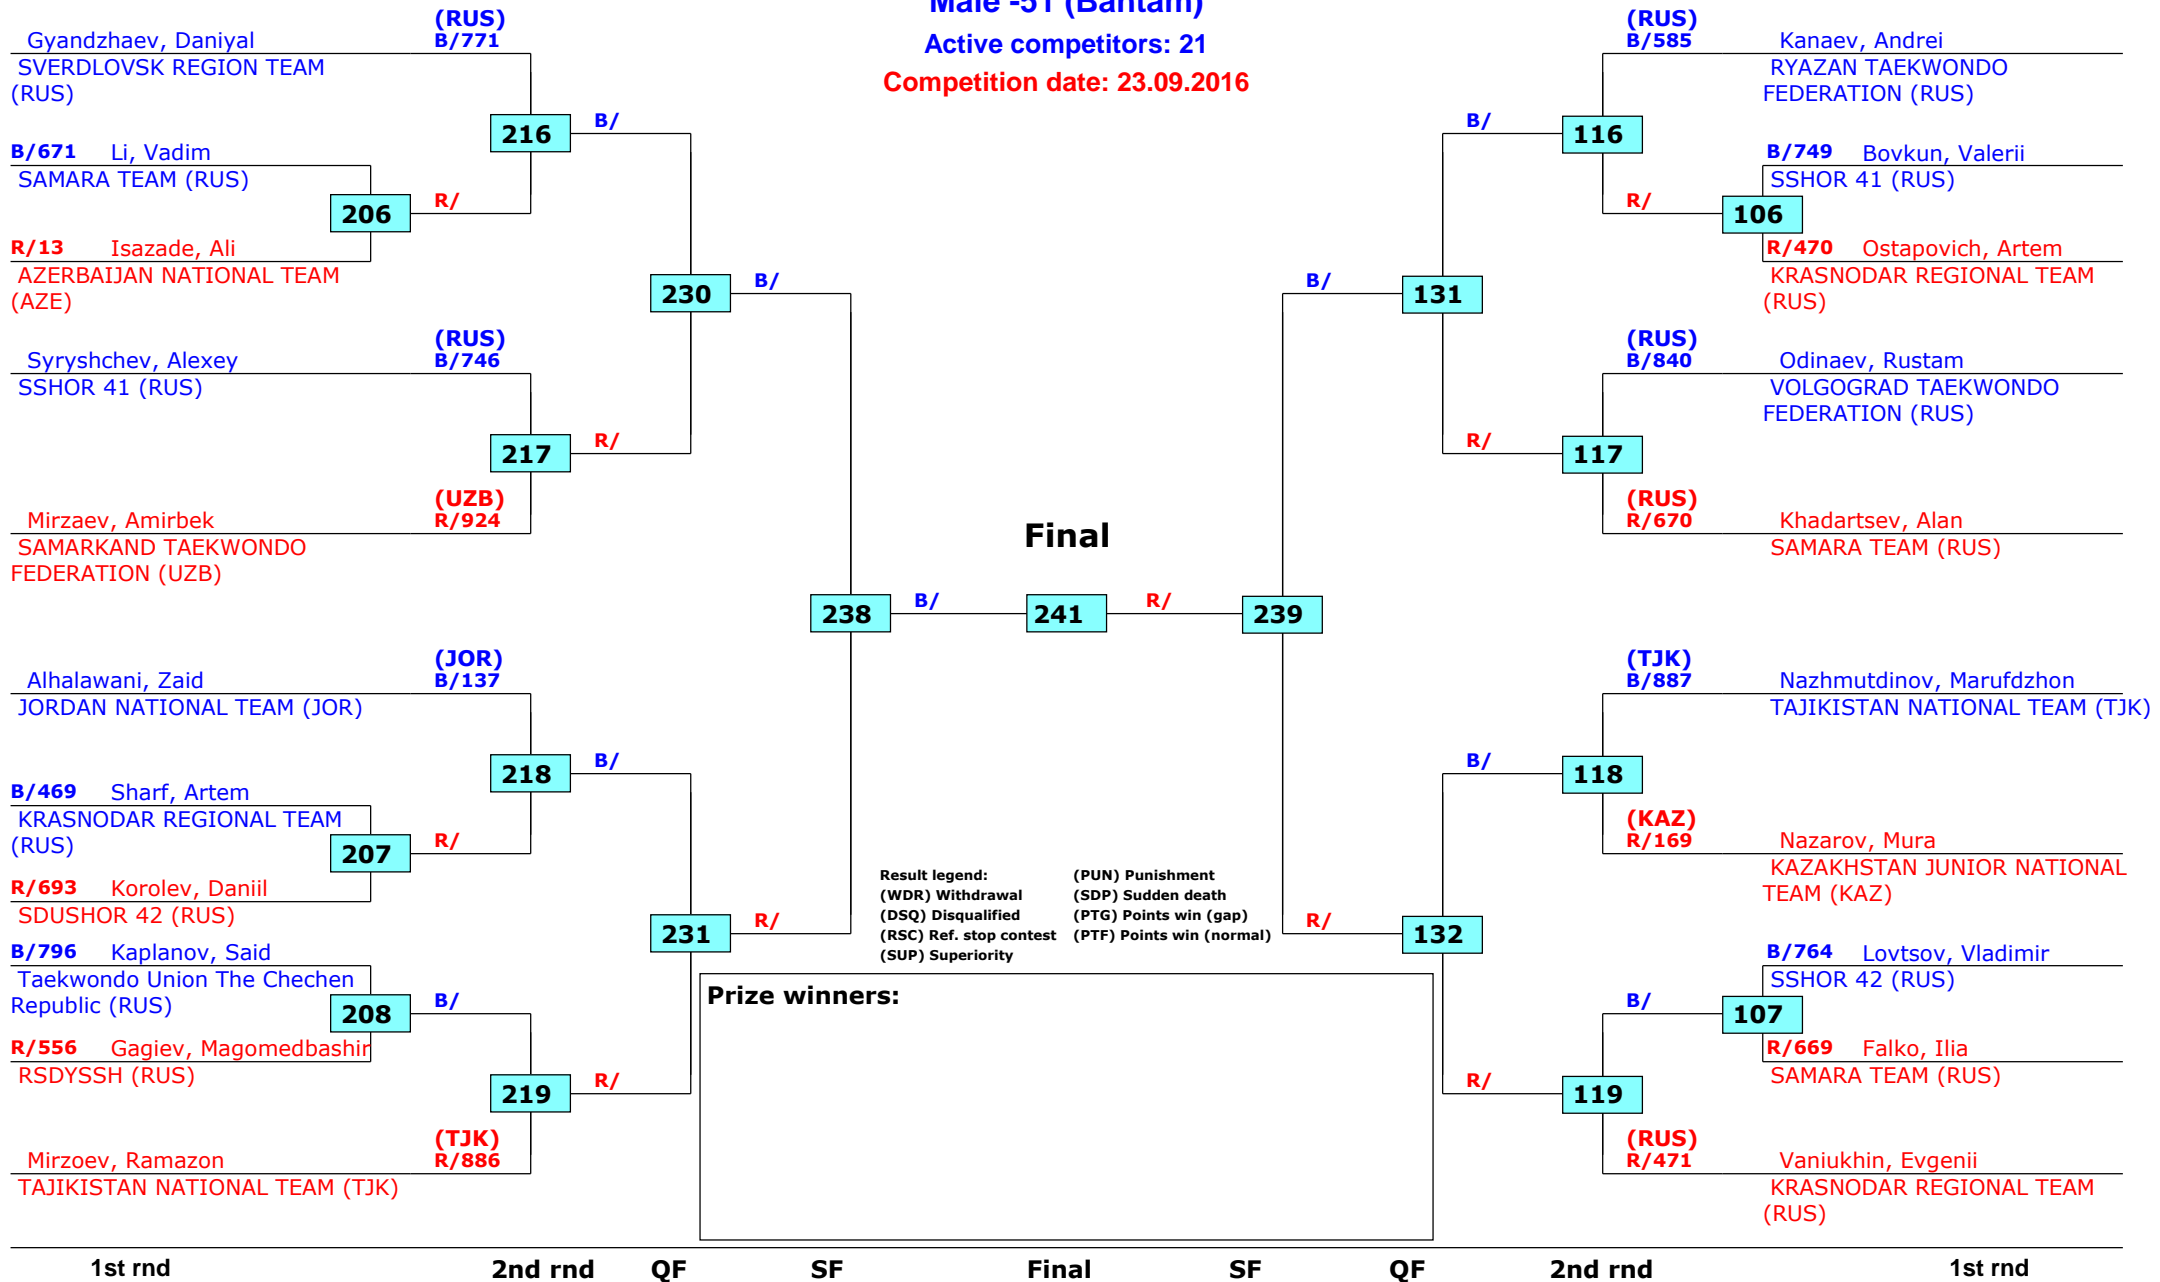 Male -51 (Bantam)
Active competitors: 21
Competition date: 23.09.2016
(RUS)
Gyandzhaev, Daniyal B/771
SVERDLOVSK REGION TEAM
(RUS)
216
B/
B/671 Li, Vadim
SAMARA TEAM (RUS)
206
R/
R/13 Isazade, Ali
AZERBAIJAN NATIONAL TEAM
(AZE)
230
B/
(RUS)
Syryshchev, Alexey B/746
SSHOR 41 (RUS)
217
R/
(UZB)
Mirzaev, Amirbek R/924
SAMARKAND TAEKWONDO
FEDERATION (UZB)
238
B/
(JOR)
Alhalawani, Zaid B/137
JORDAN NATIONAL TEAM (JOR)
218
B/
B/469 Sharf, Artem
KRASNODAR REGIONAL TEAM
(RUS)
207
R/
R/693 Korolev, Daniil
SDUSHOR 42 (RUS)
231
R/
B/796 Kaplanov, Said
Taekwondo Union The Chechen
Republic (RUS)
208
B/
R/556 Gagiev, Magomedbashir
RSDYSSH (RUS)
219
R/
(TJK)
Mirzoev, Ramazon R/886
TAJIKISTAN NATIONAL TEAM (TJK)
Final
241
R/
239
(RUS)
B/585 Kanaev, Andrei
RYAZAN TAEKWONDO
FEDERATION (RUS)
B/
116
B/749 Bovkun, Valerii
SSHOR 41 (RUS)
R/
106
R/470 Ostapovich, Artem
KRASNODAR REGIONAL TEAM
(RUS)
B/
131
(RUS)
B/840 Odinaev, Rustam
VOLGOGRAD TAEKWONDO
FEDERATION (RUS)
R/
117
(RUS)
R/670 Khadartsev, Alan
SAMARA TEAM (RUS)
(TJK)
B/887 Nazhmutdinov, Marufdzhon
TAJIKISTAN NATIONAL TEAM (TJK)
B/
118
(KAZ)
R/169 Nazarov, Mura
KAZAKHSTAN JUNIOR NATIONAL
TEAM (KAZ)
R/
132
B/764 Lovtsov, Vladimir
SSHOR 42 (RUS)
B/
107
R/669 Falko, Ilia
SAMARA TEAM (RUS)
R/
119
(RUS)
R/471 Vaniukhin, Evgenii
KRASNODAR REGIONAL TEAM
(RUS)
Result legend: (PUN) Punishment
(WDR) Withdrawal (SDP) Sudden death
(DSQ) Disqualified (PTG) Points win (gap)
(RSC) Ref. stop contest (PTF) Points win (normal)
(SUP) Superiority
Prize winners:
1st rnd 2nd rnd QF SF Final SF QF 2nd rnd 1st rnd